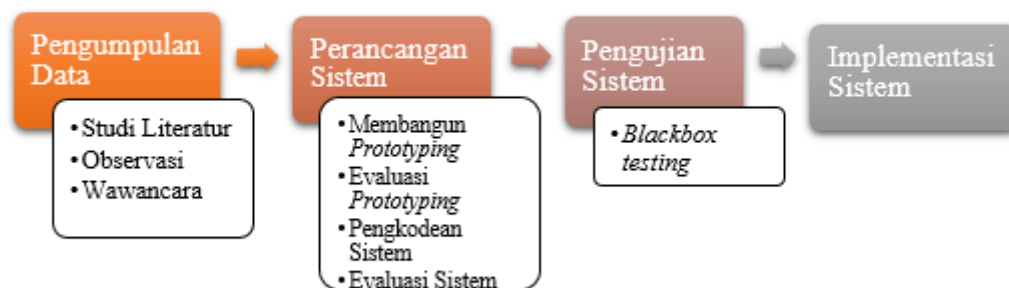 Pengumpulan
Data
•Studi Literatur
•Observasi
•Wawancara
Perancangan
Sistem
•Membangun
Prototyping
•Evaluasi
Prototyping
•Pengkodean
Sistem
•Evaluasi Sistem
Pengujian
Sistem
•Blackbox
testing
Implementasi
Sistem